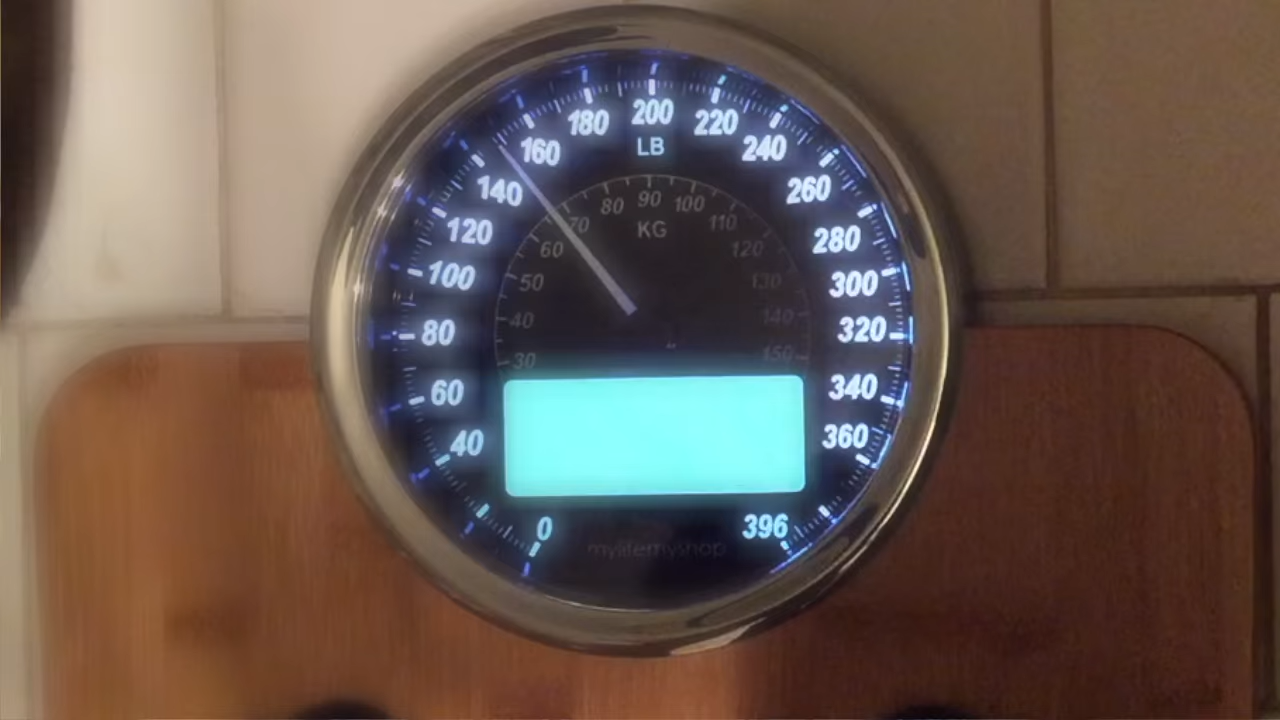 200
180 220
LB
160 240
140 260
80 90 100
120 KG 280
70 110
60 120
100 300
50 130
80 40 140 320
30 150
60 340
40 360
0 396
mylifemyshop